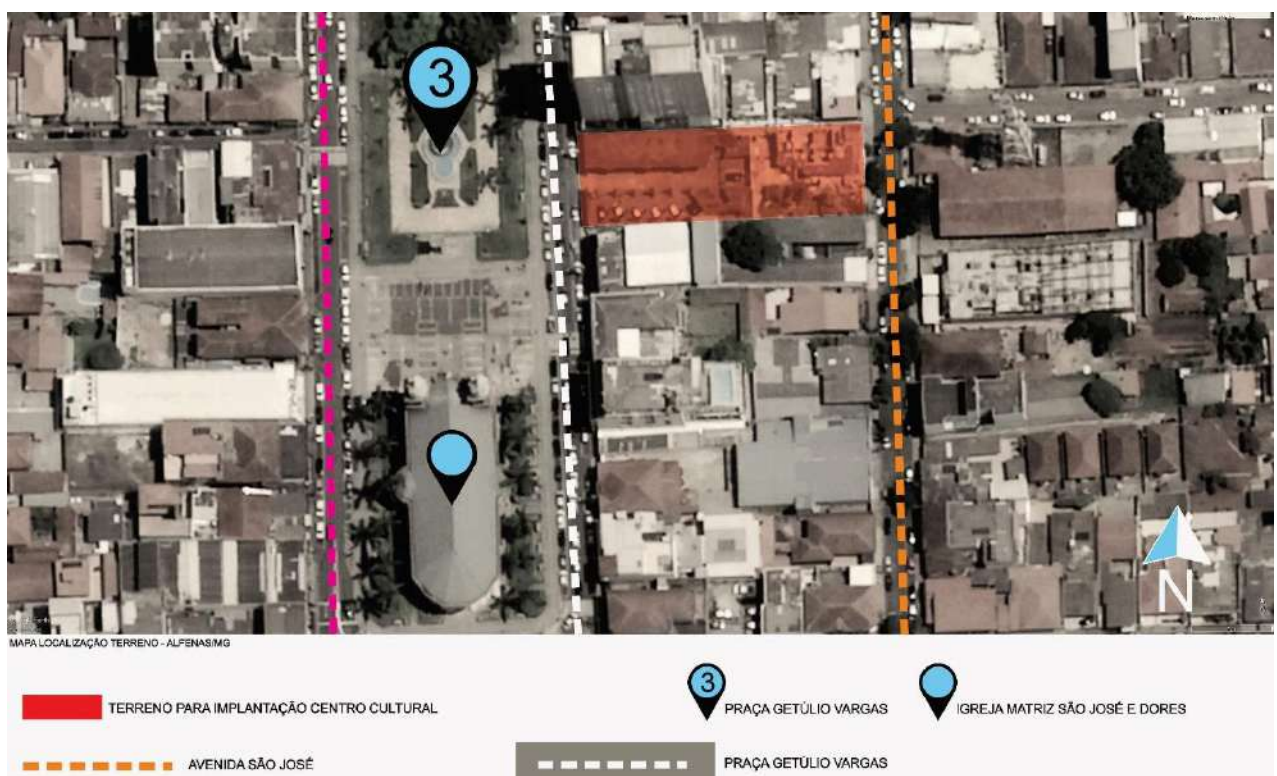 3
N
MAPA LOCALIZAÇÃO TERRENO - ALFENAS/MG
TERRENO PARA IMPLANTAÇÃO CENTRO CULTURAL
3 PRAÇA GETÚLIO VARGAS
IGREJA MATRIZ SÃO JOSÉ E DORES
AVENIDA SÃO JOSÉ
PRAÇA GETÚLIO VARGAS